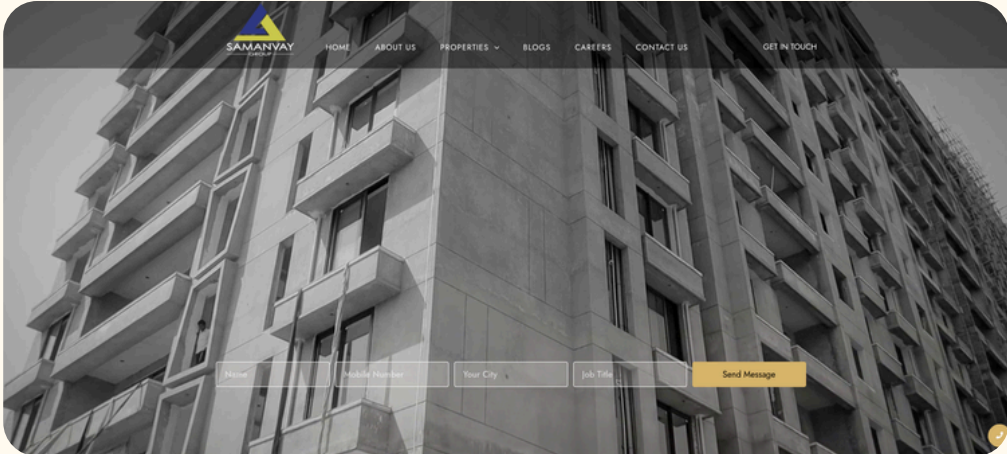 SAMANVAY
GROUP
HOME
ABOUT US
PROPERTIES
BLOGS
CAREERS
CONTACT US
GET IN TOUCH
Name
Mobile Number
Your City
Job Title
Send Message